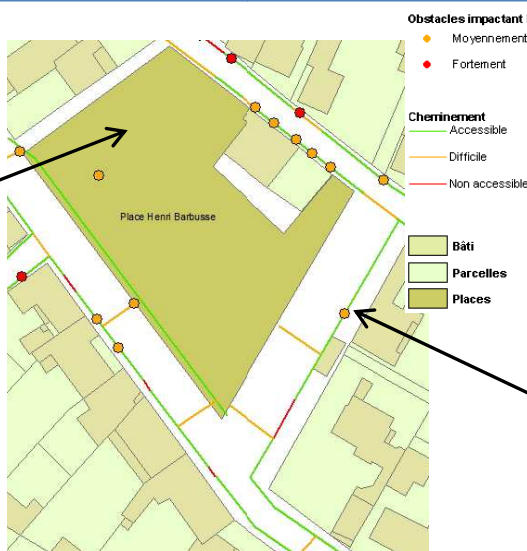 Obstacles impactant
Moyennement
Fortement
Cheminement
Accessible
Difficile
Non accessible
Place Henri Barbusse
Bâti
Parcelles
Places